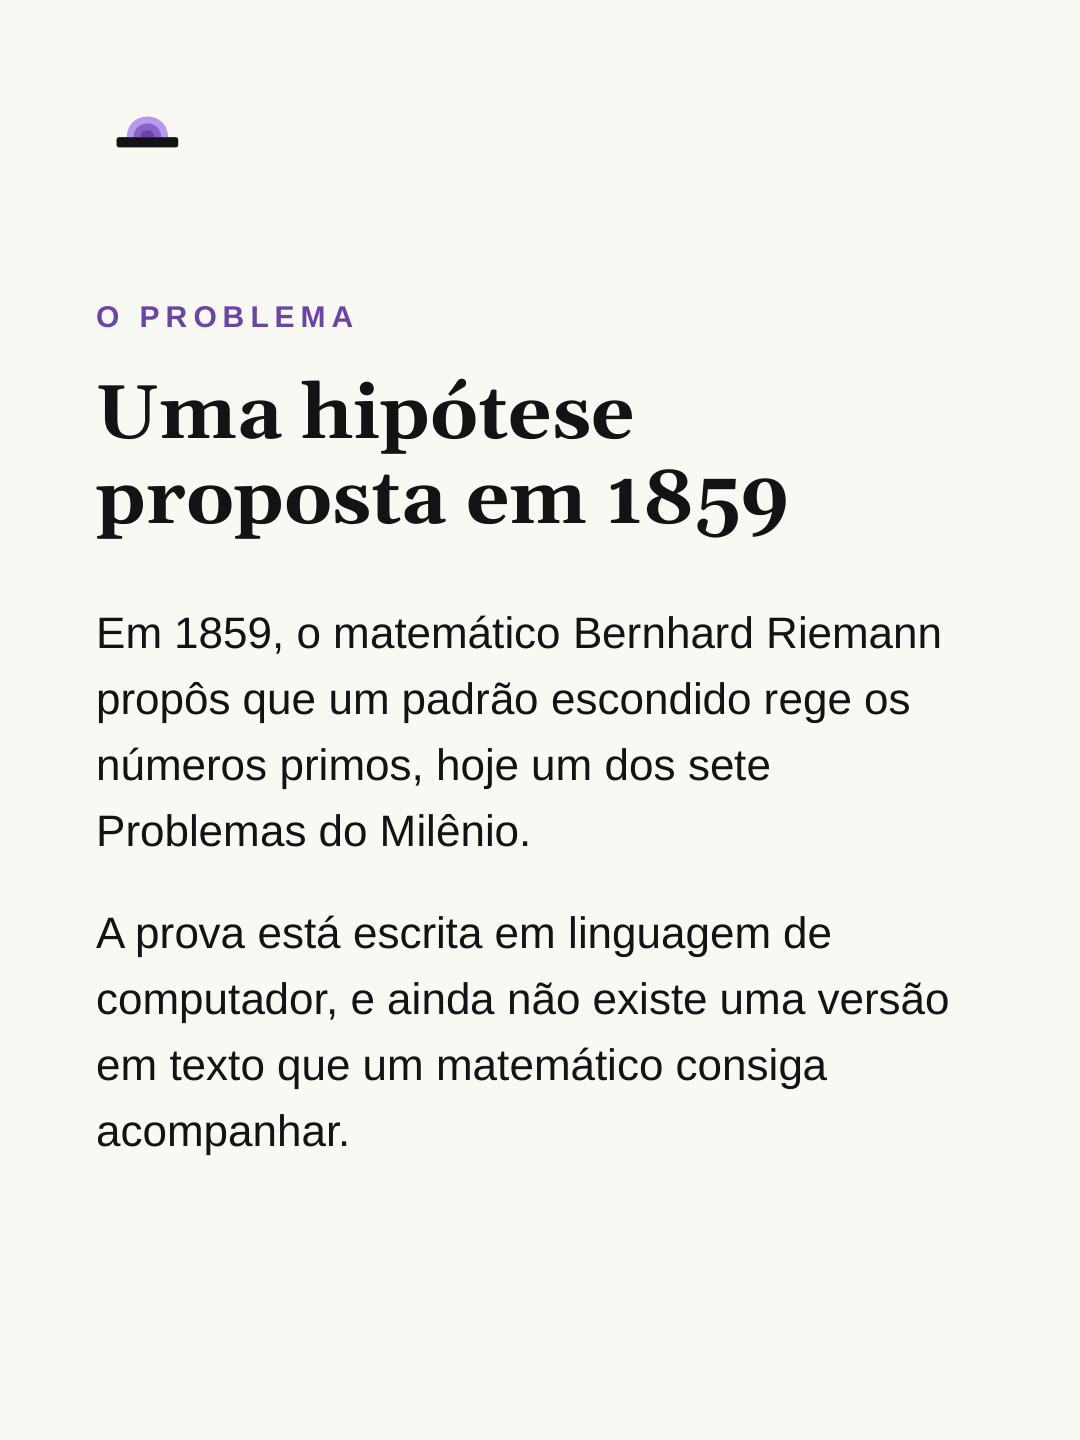 O PROBLEMA
Uma hipótese
proposta em 1859
Em 1859, o matemático Bernhard Riemann
propôs que um padrão escondido rege os
números primos, hoje um dos sete
Problemas do Milênio.
A prova está escrita em linguagem de
computador, e ainda não existe uma versão
em texto que um matemático consiga
acompanhar.